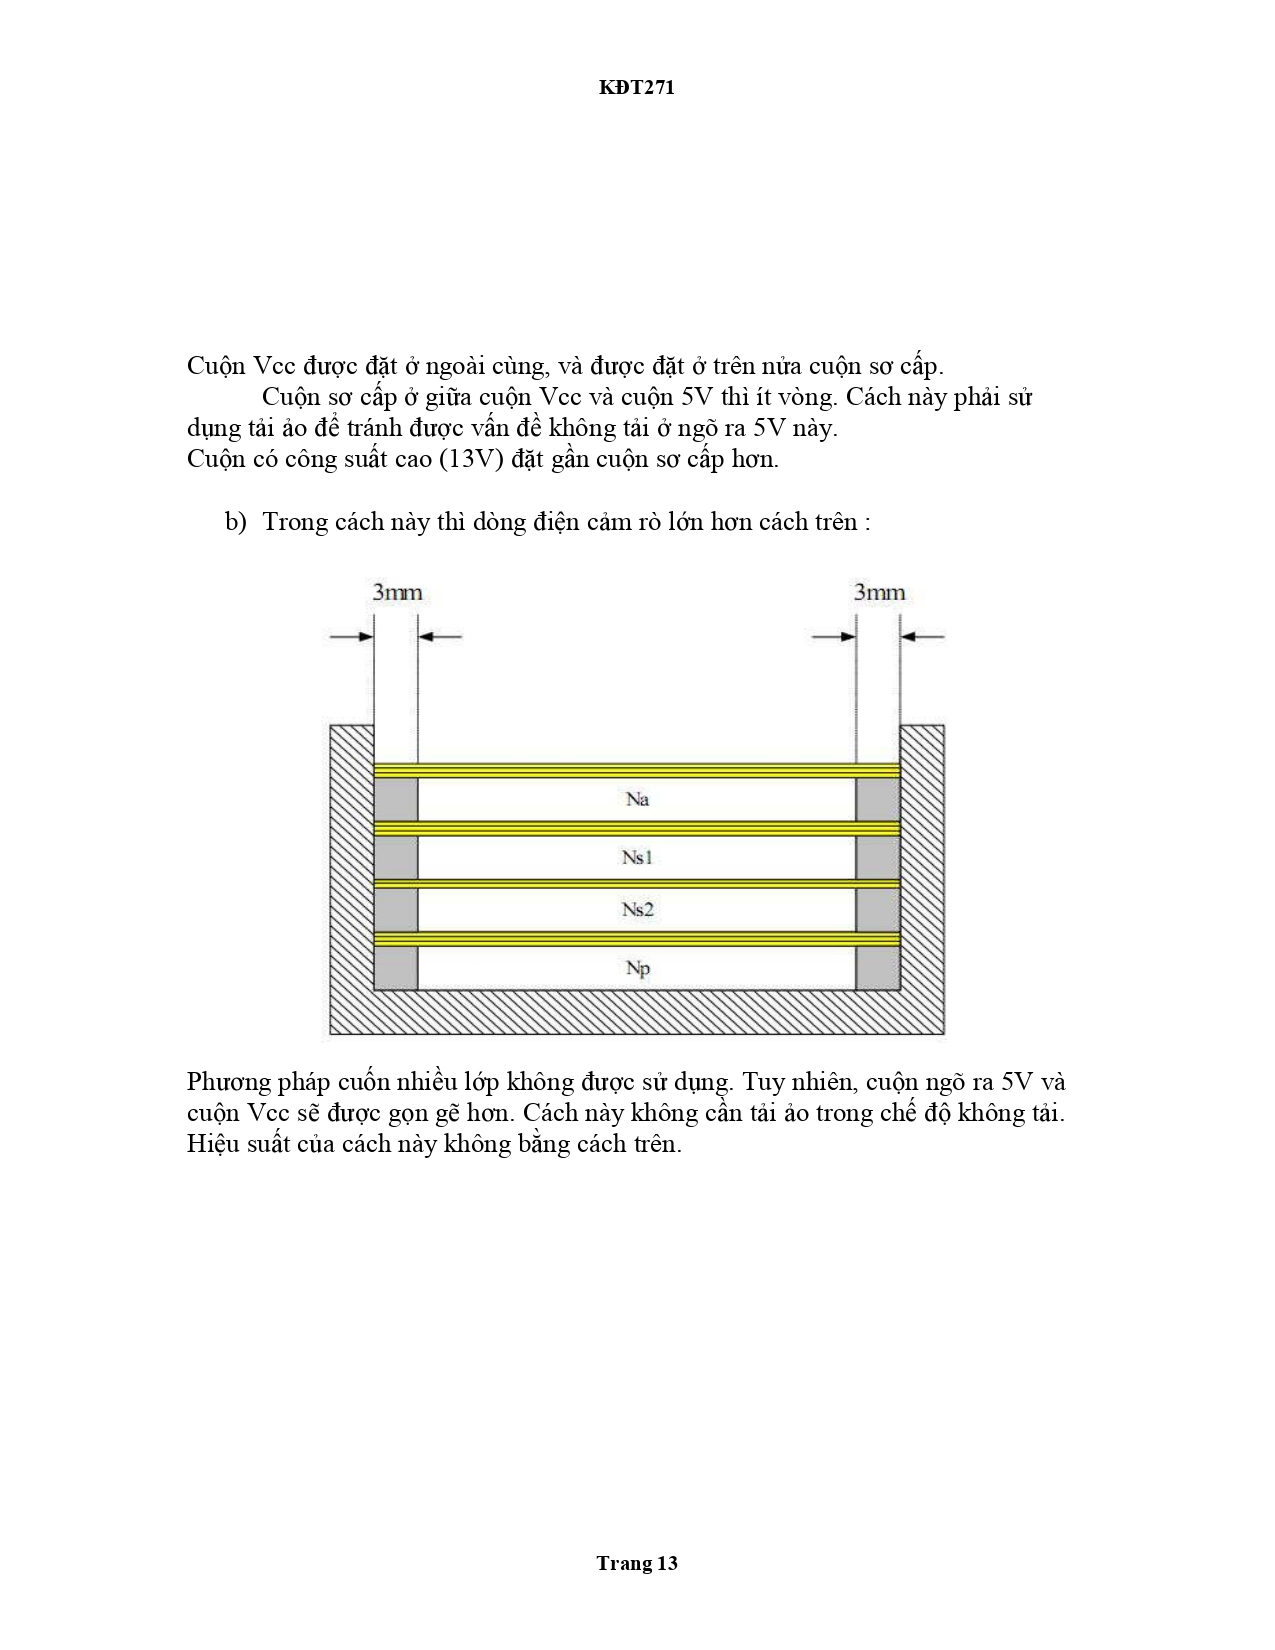 KĐT271
Cuộn Vcc được đặt ở ngoài cùng, và được đặt ở trên nửa cuộn sơ cấp.
Cuộn sơ cấp ở giữa cuộn Vcc và cuộn 5V thì ít vòng. Cách này phải sử
dụng tải ảo để tránh được vấn đề không tải ở ngõ ra 5V này.
Cuộn có công suất cao (13V) đặt gần cuộn sơ cấp hơn.
b) Trong cách này thì dòng điện cảm rò lớn hơn cách trên :
3mm 3mm
Na
Ns1
Ns2
Np
Phương pháp cuốn nhiều lớp không được sử dụng. Tuy nhiên, cuộn ngõ ra 5V và
cuộn Vcc sẽ được gọn gẽ hơn. Cách này không cần tải ảo trong chế độ không tải.
Hiệu suất của cách này không bằng cách trên.
Trang 13